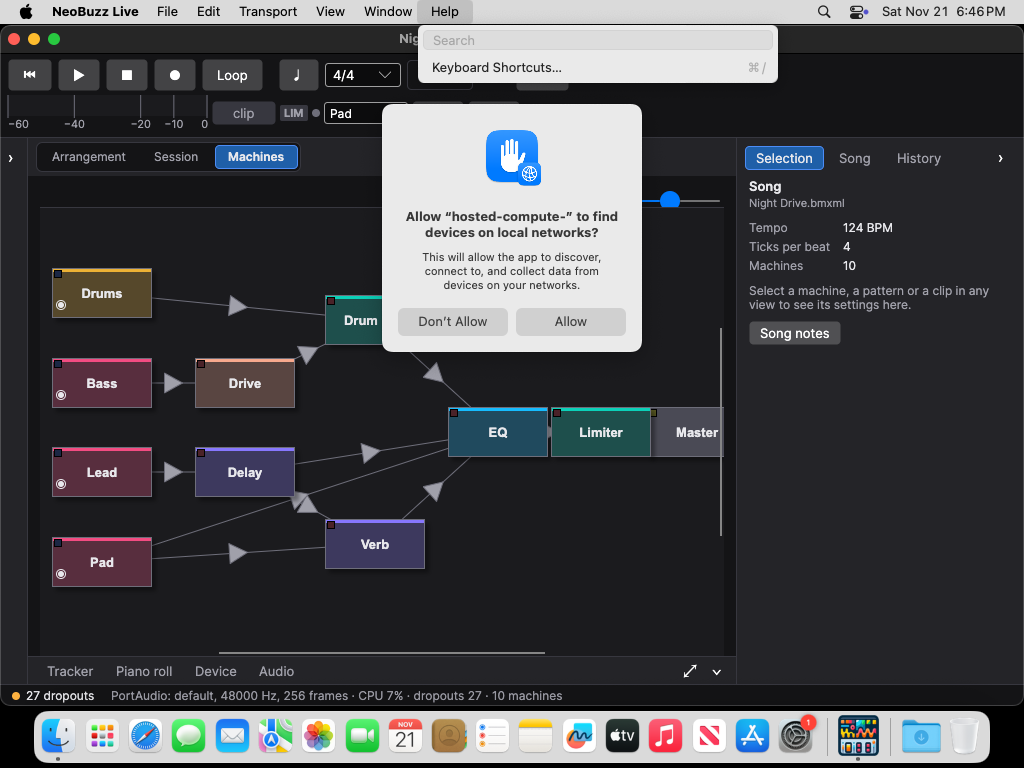 NeoBuzz Live File Edit Transport View Window Help Sat Nov 21 6:46 PM
Search
Keyboard Shortcuts... ⌘ /
Loop 4/4
-60 -40 -20 -10 0 clip LIM Pad
Arrangement Session Machines
Selection Song History
Allow “hosted-compute-” to find
devices on local networks?
This will allow the app to discover,
connect to, and collect data from
devices on your networks.
Don’t Allow Allow
Song
Night Drive.bmxml
Tempo 124 BPM
Ticks per beat 4
Machines 10
Select a machine, a pattern or a clip in any
view to see its settings here.
Song notes
Drums
Drum
Bass
Drive
EQ
Limiter
Master
Lead
Delay
Verb
Pad
Tracker Piano roll Device Audio
27 dropouts PortAudio: default, 48000 Hz, 256 frames · CPU 7% · dropouts 27 · 10 machines
NOV
21
tv
1